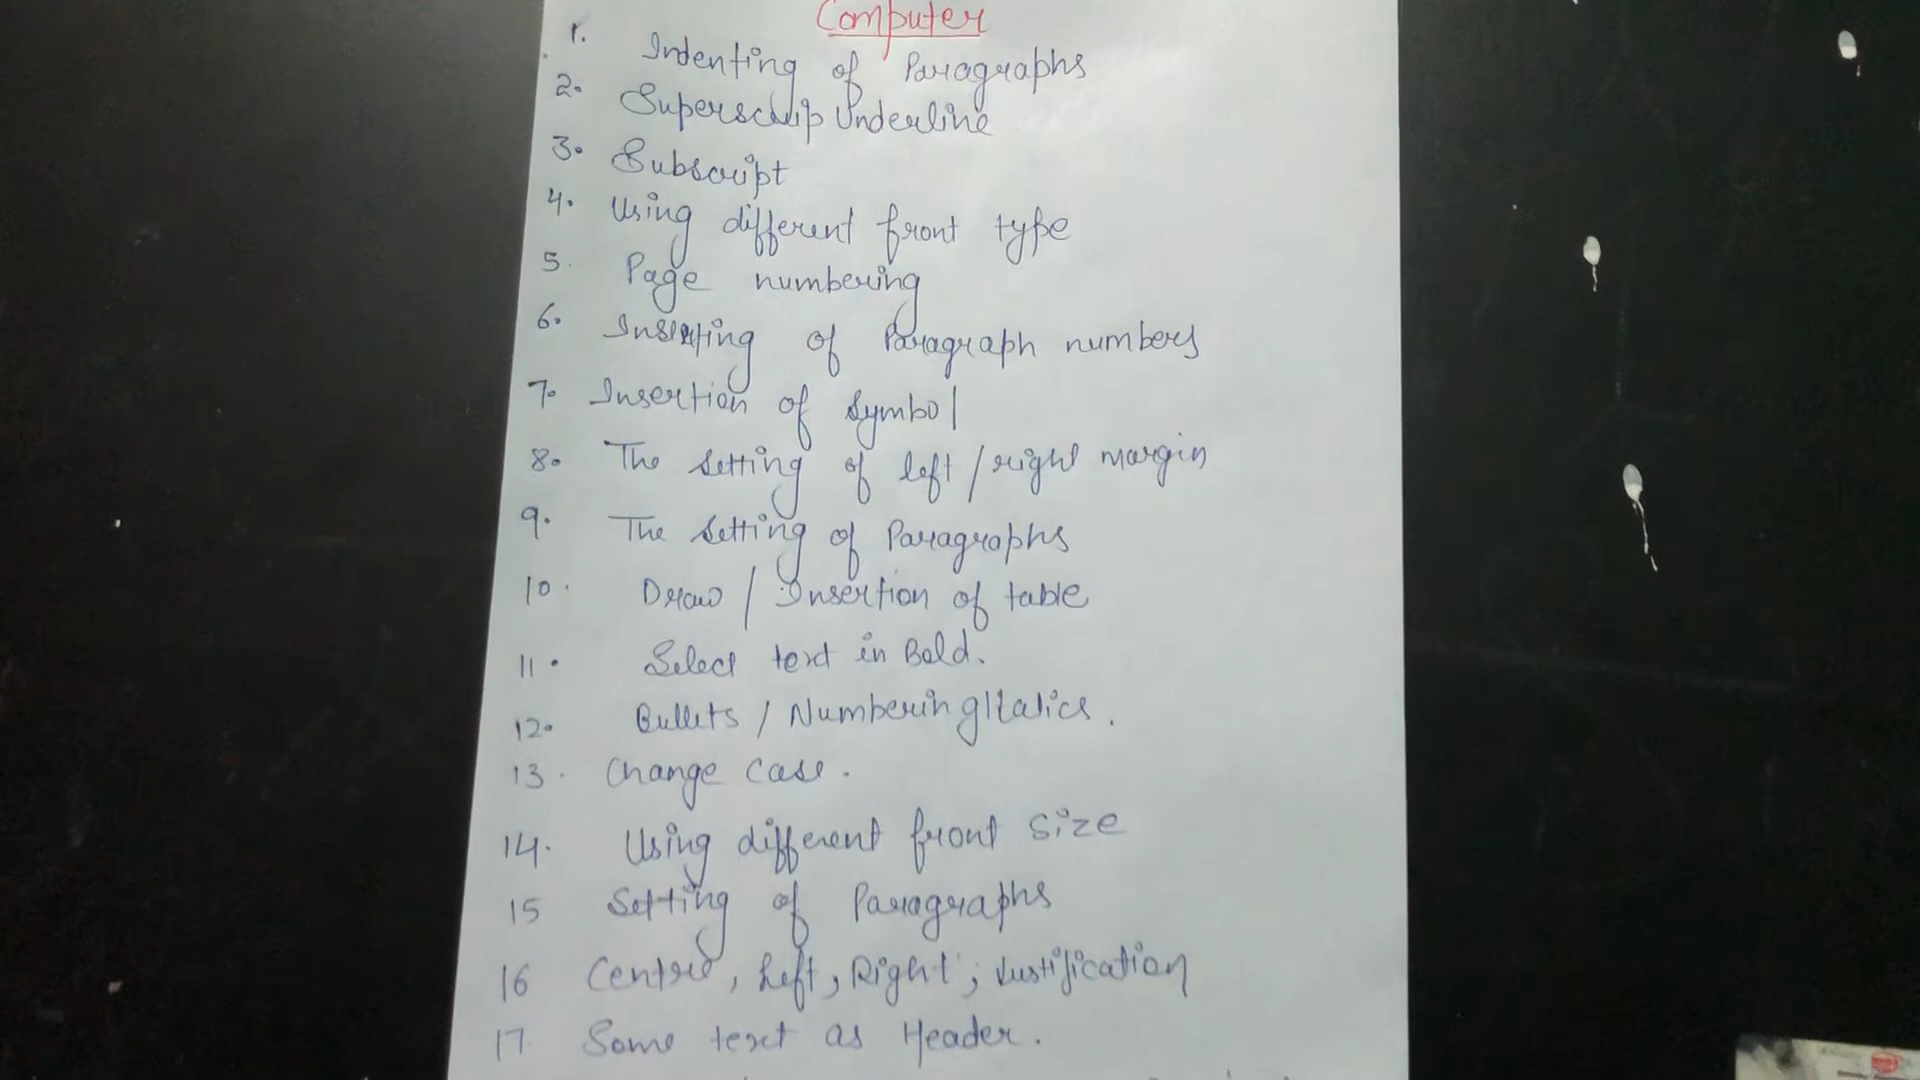 Computer
1. Indenting of Paragraphs
2. Superscrip Underline
3. Subscript
4. Using different front type
5. Page numbering
6. Inserting of Paragraph numbers
7. Insertion of Symbol
8. The setting of left / right margin
9. The setting of Paragraphs
10. Draw / Insertion of table
11. Select text in Bold.
12. Bullets / Numbering Italics.
13. Change case.
14. Using different front size
15 Setting of Paragraphs
16 Centre, Left, Right, Justification
17 Some text as Header.